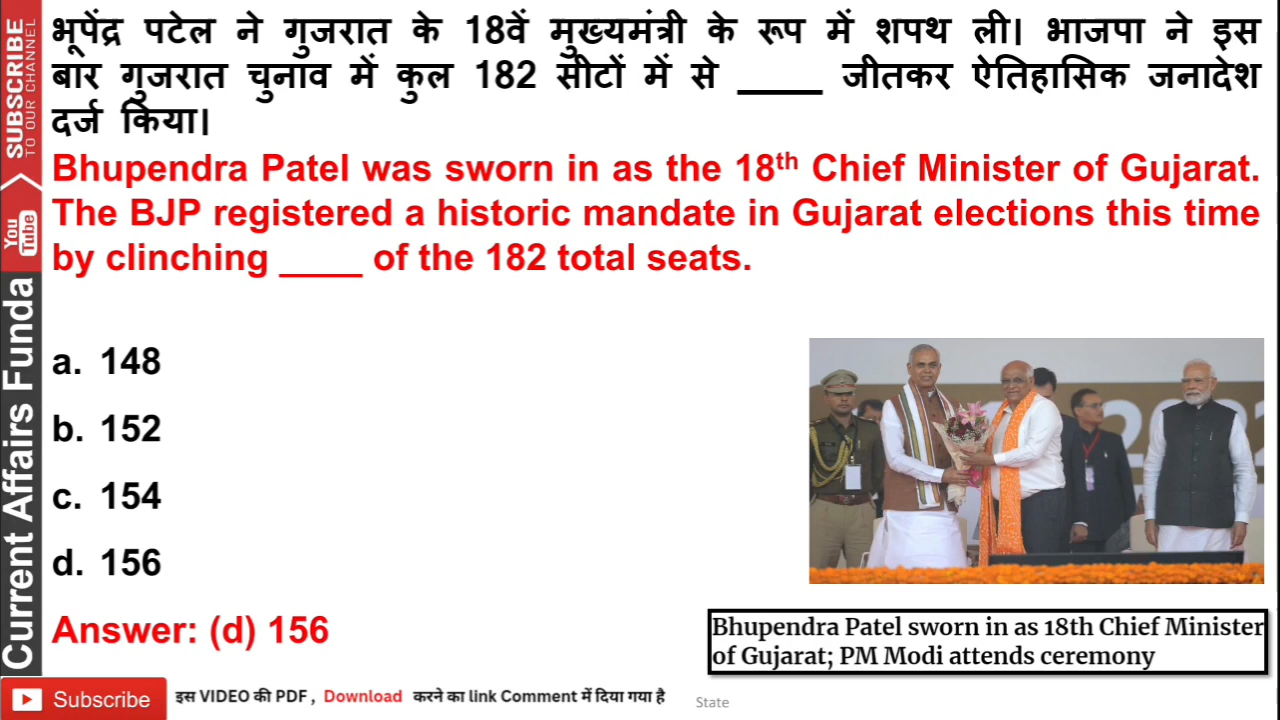 भूपेंद्र पटेल ने गुजरात के 18वें मुख्यमंत्री के रूप में शपथ ली। भाजपा ने इस
बार गुजरात चुनाव में कुल 182 सीटों में से _____ जीतकर ऐतिहासिक जनादेश
दर्ज किया।
Bhupendra Patel was sworn in as the 18th Chief Minister of Gujarat.
The BJP registered a historic mandate in Gujarat elections this time
by clinching ____ of the 182 total seats.
a. 148
b. 152
c. 154
d. 156
Answer: (d) 156
Bhupendra Patel sworn in as 18th Chief Minister
of Gujarat; PM Modi attends ceremony
SUBSCRIBE
TO OUR CHANNEL
You
Tube
Current Affairs Funda
Subscribe
इस VIDEO की PDF , Download करने का link Comment में दिया गया है
State